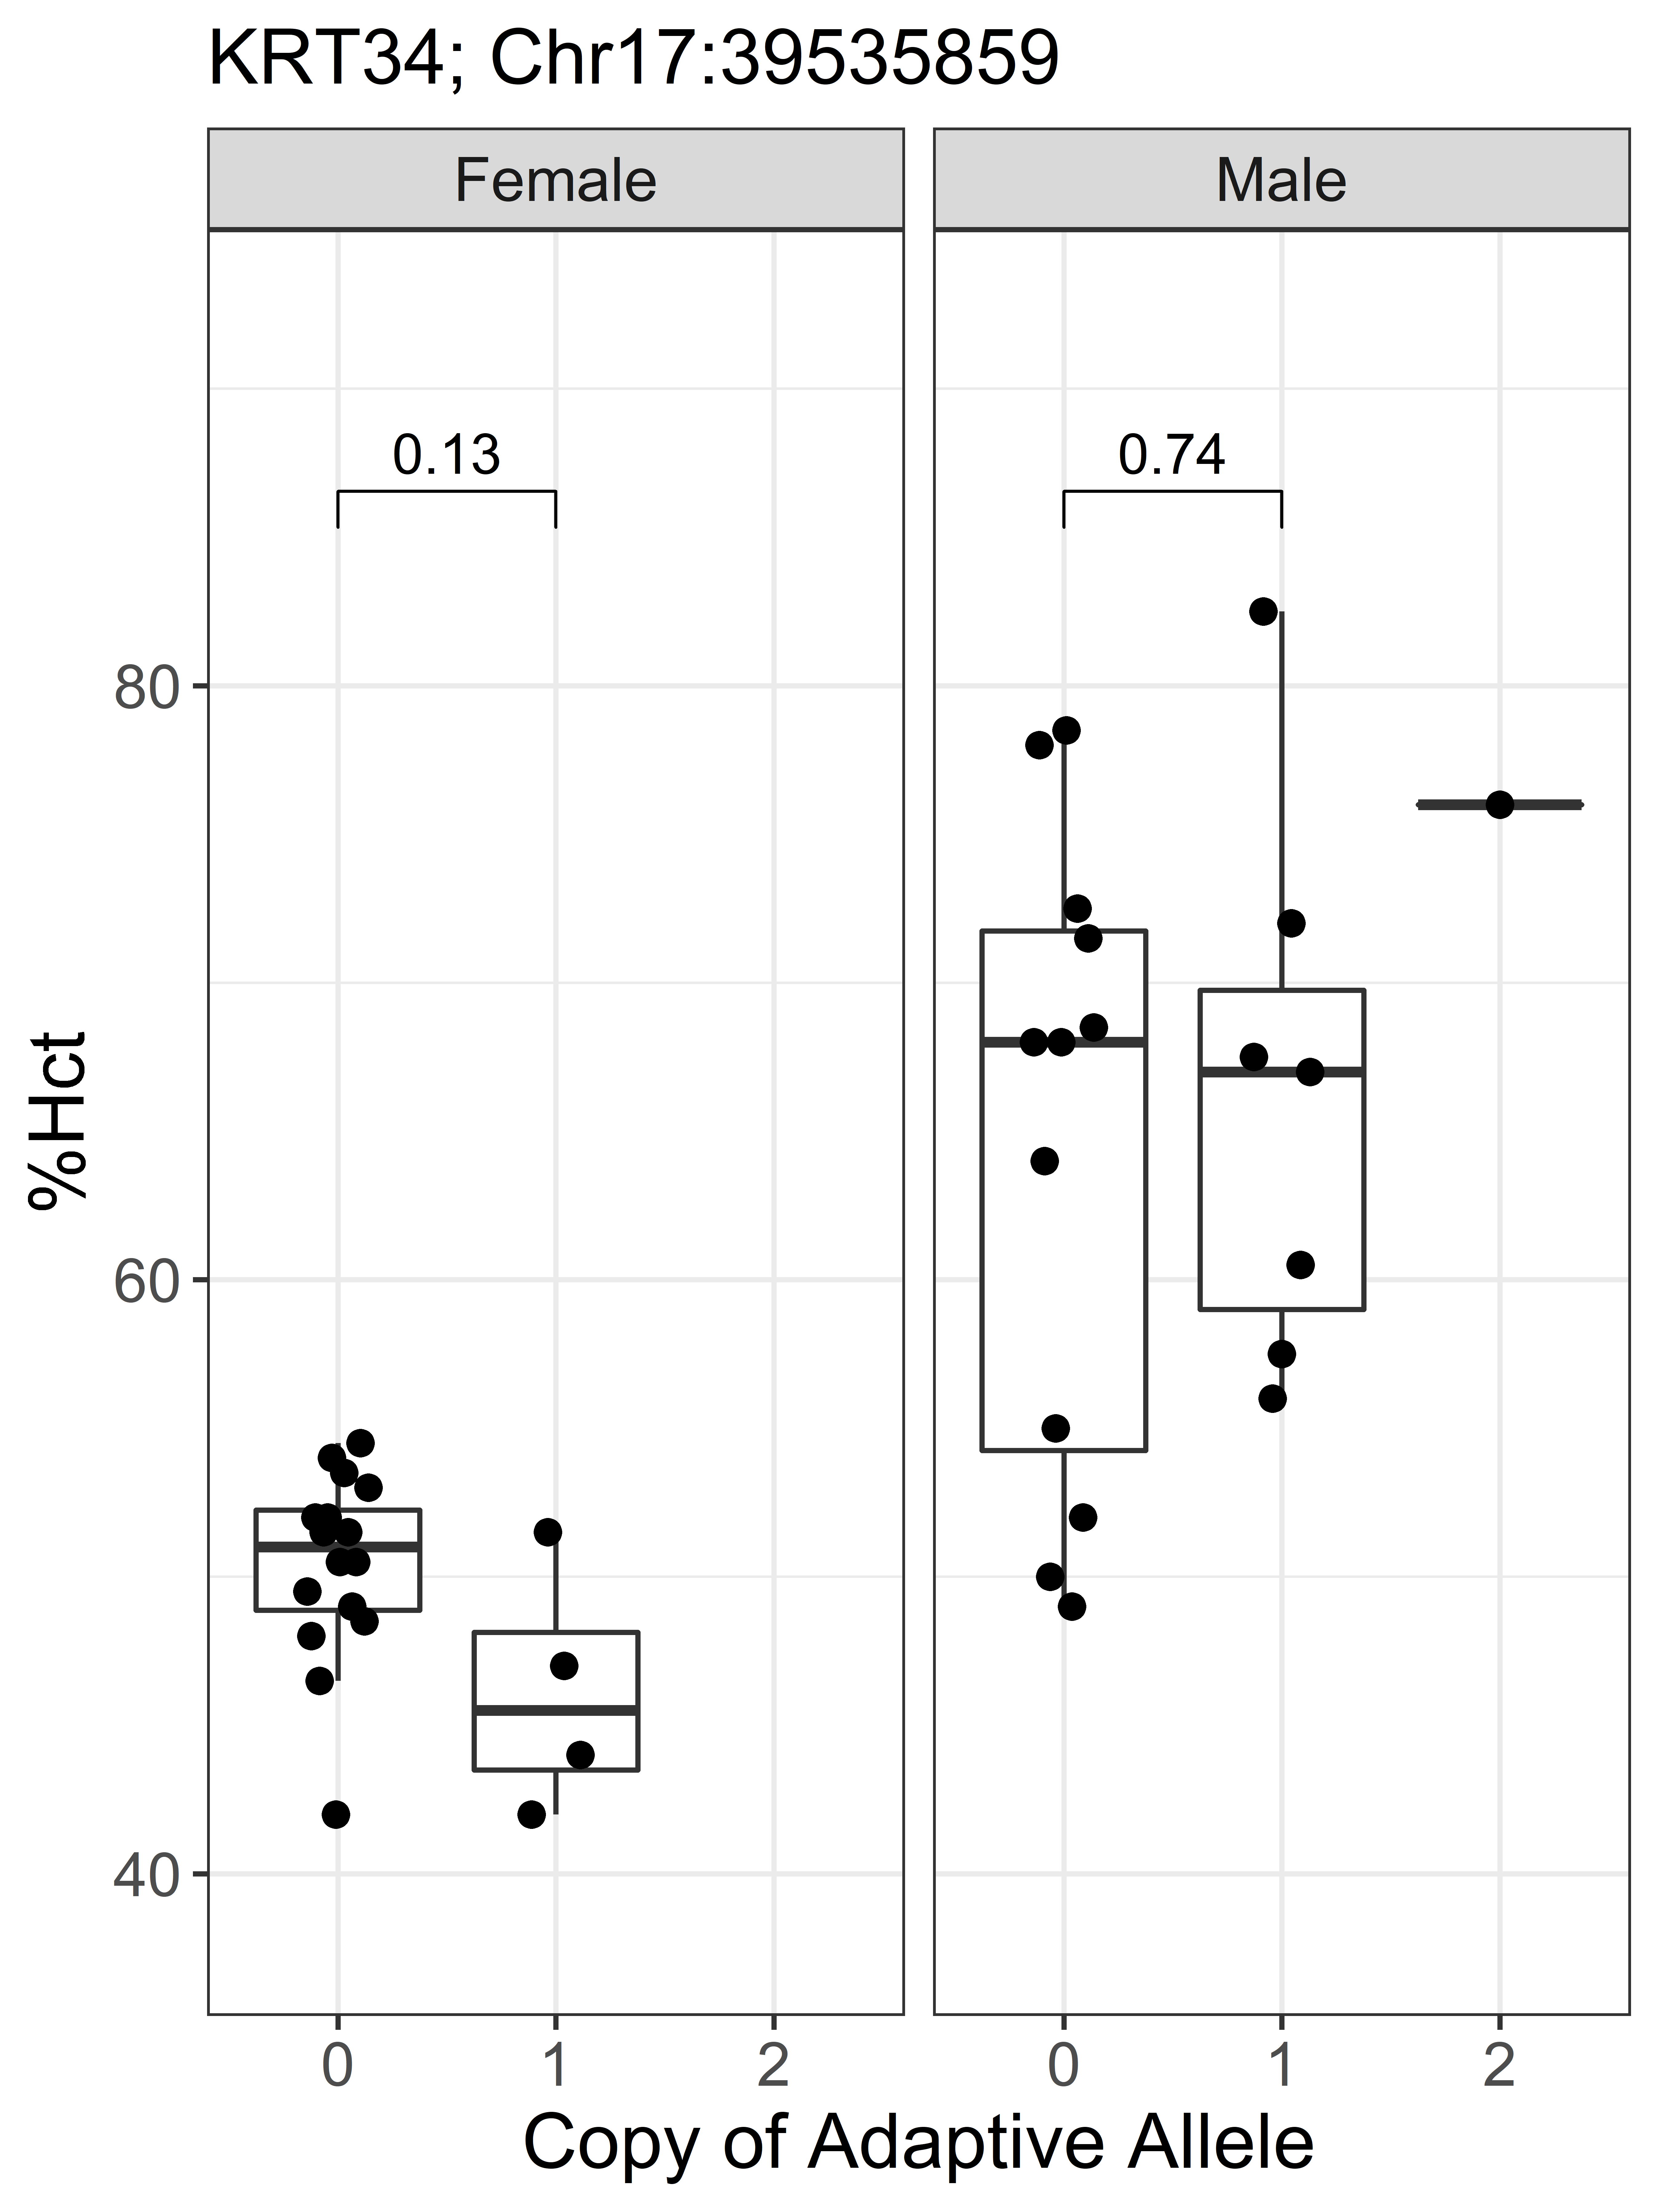 KRT34; Chr17:39535859
Female
Male
0.13
0.74
80
60
40
%Hct
0 1 2
0 1 2
Copy of Adaptive Allele